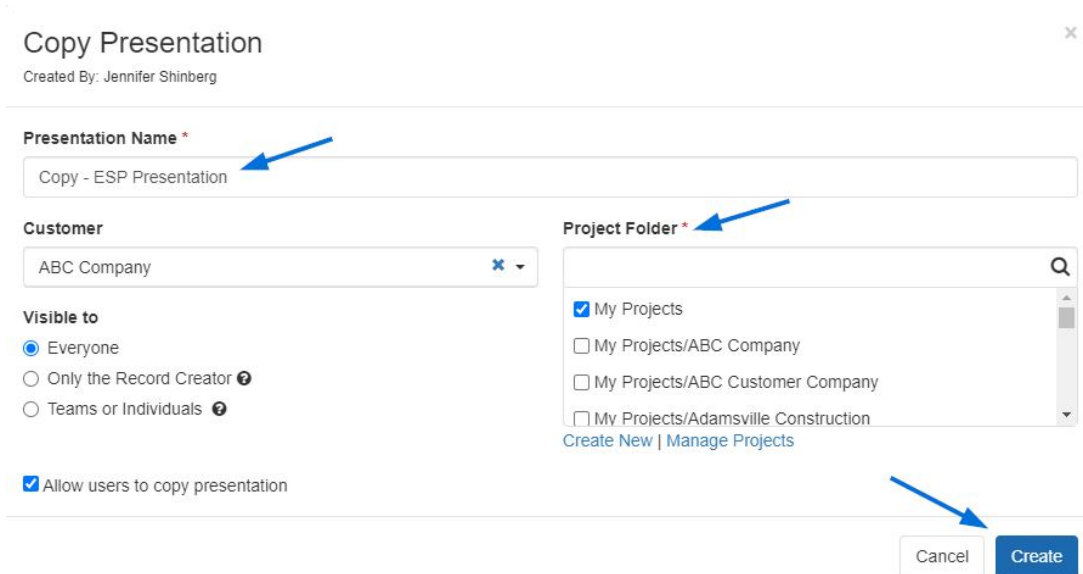 Copy Presentation
Created By: Jennifer Shinberg
Presentation Name *
Copy - ESP Presentation
Customer
ABC Company
Visible to
Everyone
Only the Record Creator
Teams or Individuals
Project Folder *
My Projects
My Projects/ABC Company
My Projects/ABC Customer Company
My Projects/Adamsville Construction
Create New | Manage Projects
Allow users to copy presentation
Cancel
Create